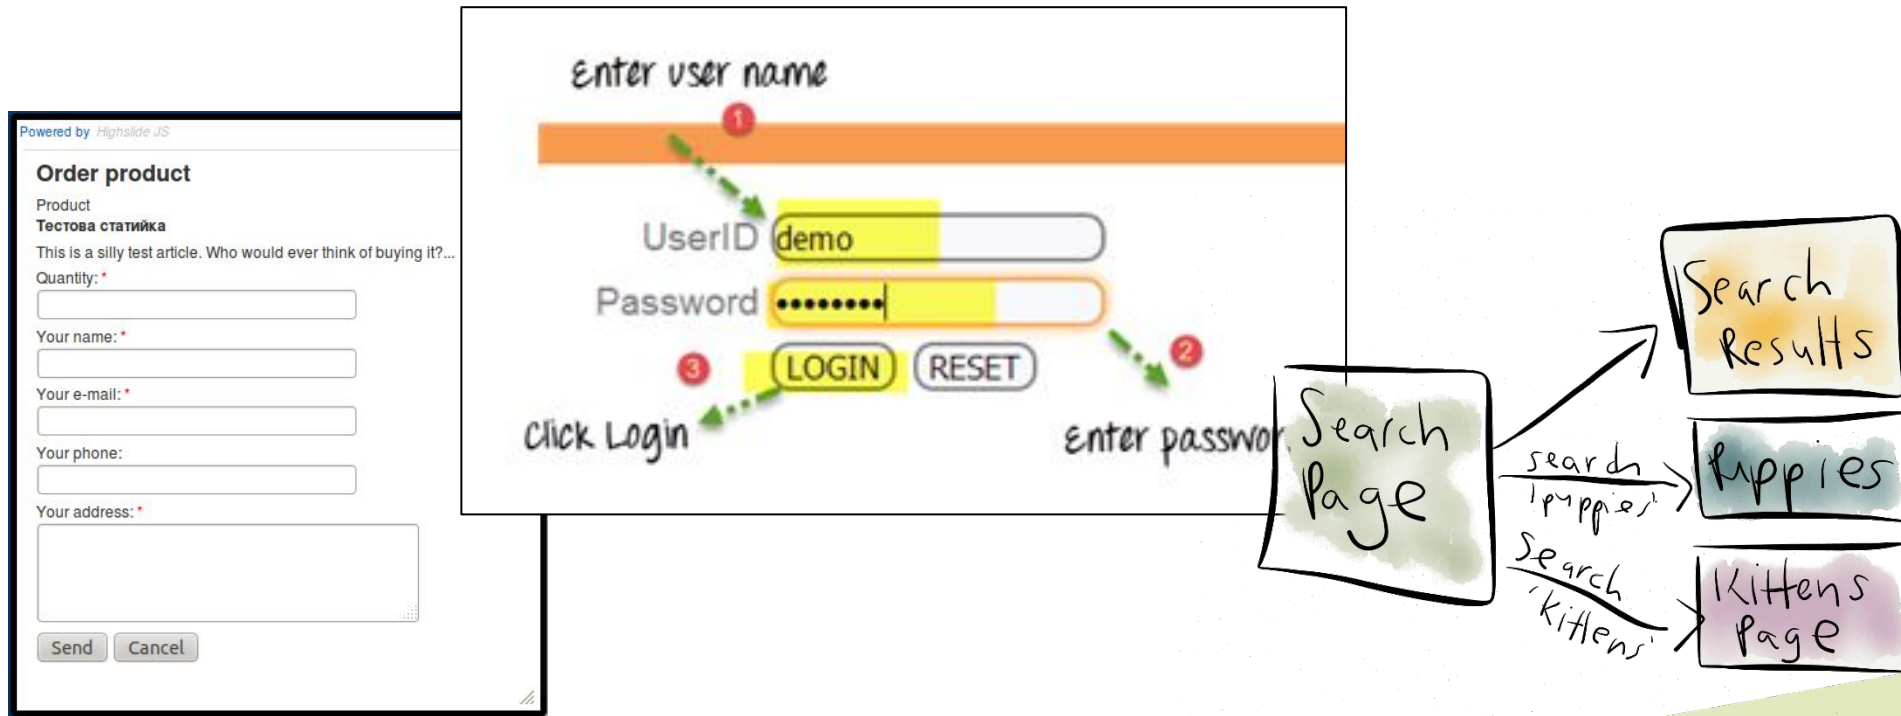 Powered by Highslide JS
Order product
Product
Тестова статийка
This is a silly test article. Who would ever think of buying it?...
Quantity: *
Your name: *
Your e-mail: *
Your phone:
Your address: *
Send Cancel
Enter user name
1
UserID demo
Password ••••••••
2
3 LOGIN RESET
Click Login
Enter passwor
Search
Page
Search
Results
search
'puppies'
Puppies
Search
'kittens'
Kittens
Page